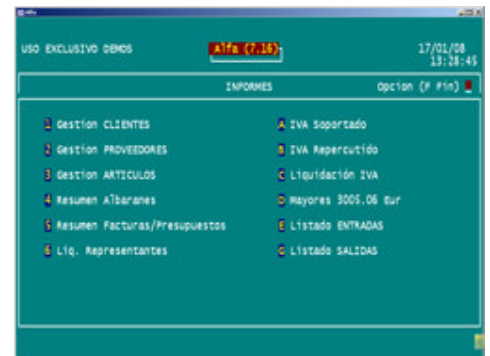 USO EXCLUSIVO DEMOS Alfa (7.16) 17/01/08
13:28:45
INFORMES Opcion (F Fin)
1 Gestion CLIENTES A IVA Soportado
2 Gestion PROVEEDORES B IVA Repercutido
3 Gestion ARTICULOS C Liquidación IVA
4 Resumen Albaranes D Mayores 3005.06 Eur
5 Resumen Facturas/Presupuestos E Listado ENTRADAS
6 Liq. Representantes G Listado SALIDAS